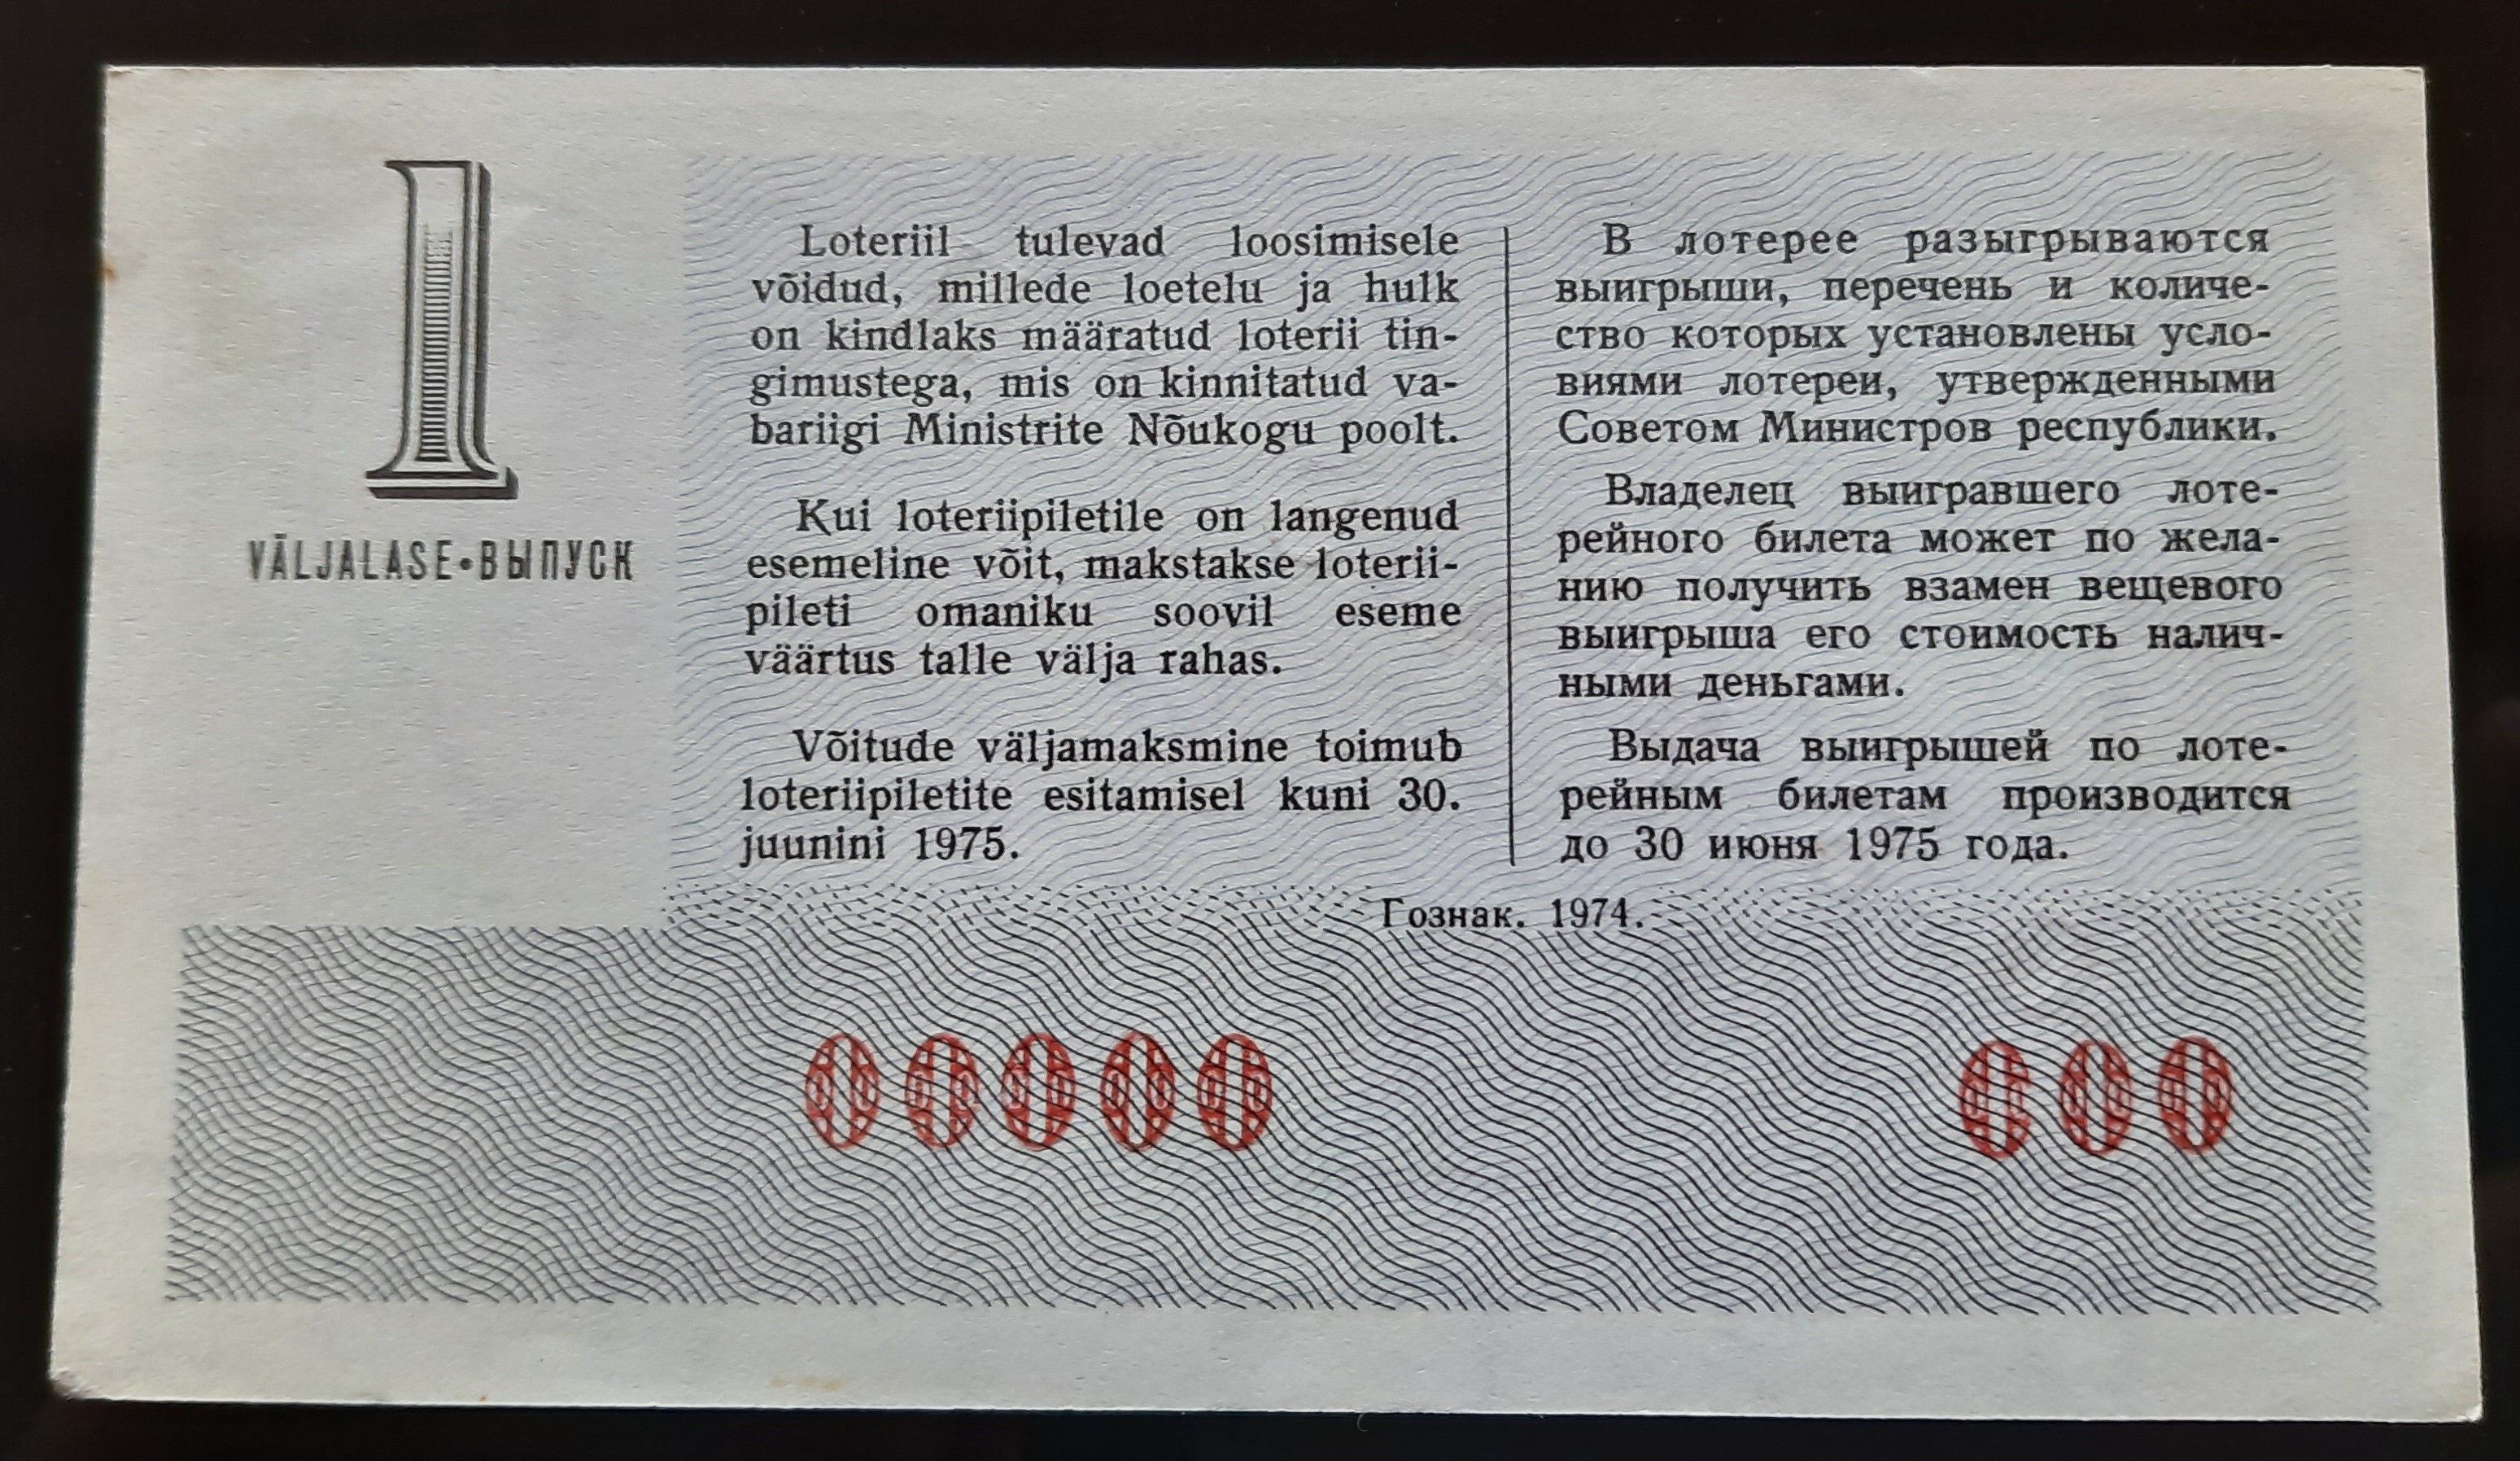 1
VÄLJALASE•ВЫПУСК
Loteriil tulevad loosimisele
võidud, millede loetelu ja hulk
on kindlaks määratud loterii tin-
gimustega, mis on kinnitatud va-
bariigi Ministrite Nõukogu poolt.
Kui loteriipiletile on langenud
esemeline võit, makstakse loterii-
pileti omaniku soovil eseme
väärtus talle välja rahas.
Võitude väljamaksmine toimub
loteriipiletite esitamisel kuni 30.
juunini 1975.
В лотерее разыгрываются
выигрыши, перечень и количе-
ство которых установлены усло-
виями лотереи, утвержденными
Советом Министров республики.
Владелец выигравшего лоте-
рейного билета может по жела-
нию получить взамен вещевого
выигрыша его стоимость налич-
ными деньгами.
Выдача выигрышей по лоте-
рейным билетам производится
до 30 июня 1975 года.
Гознак. 1974.
00000 000